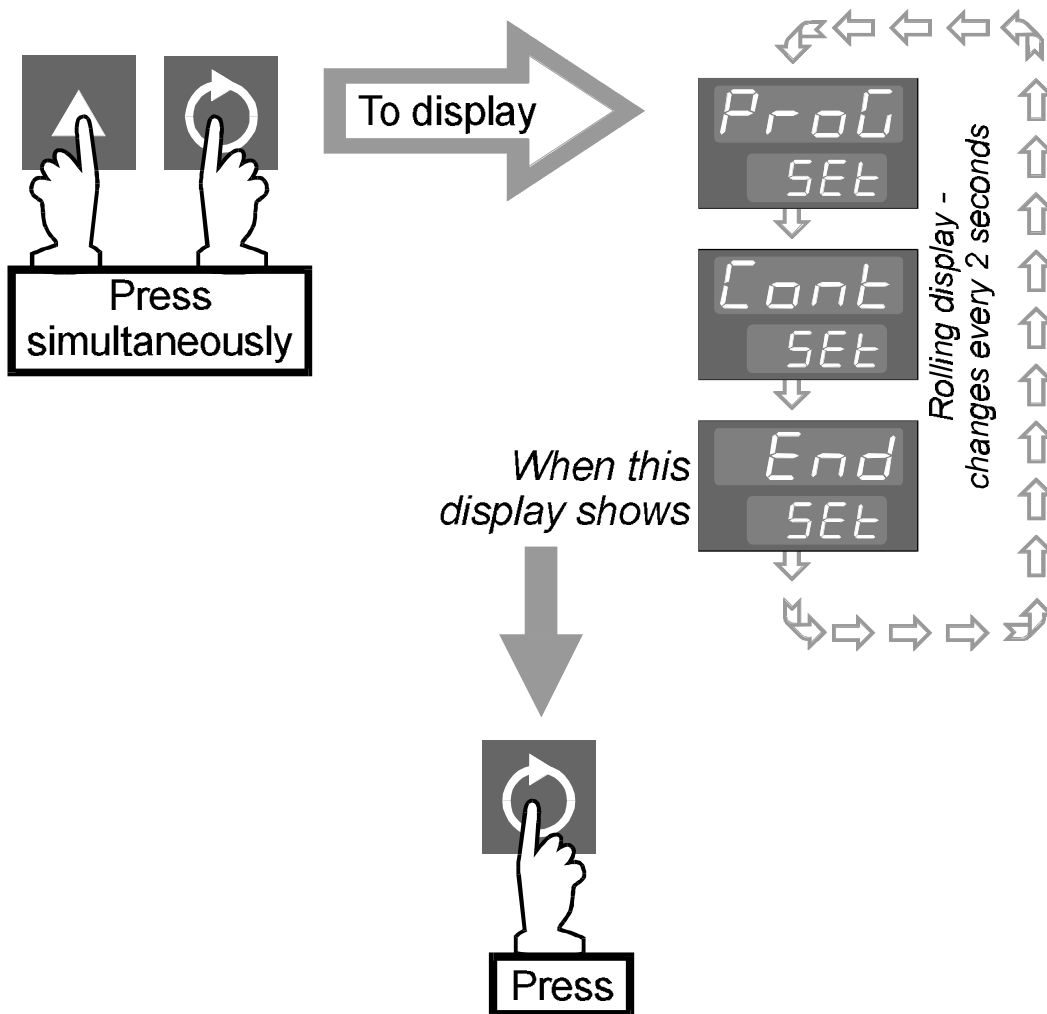 To display
Press
simultaneously
ProG
SEt
Cont
SEt
End
SEt
Rolling display -
changes every 2 seconds
When this
display shows
Press